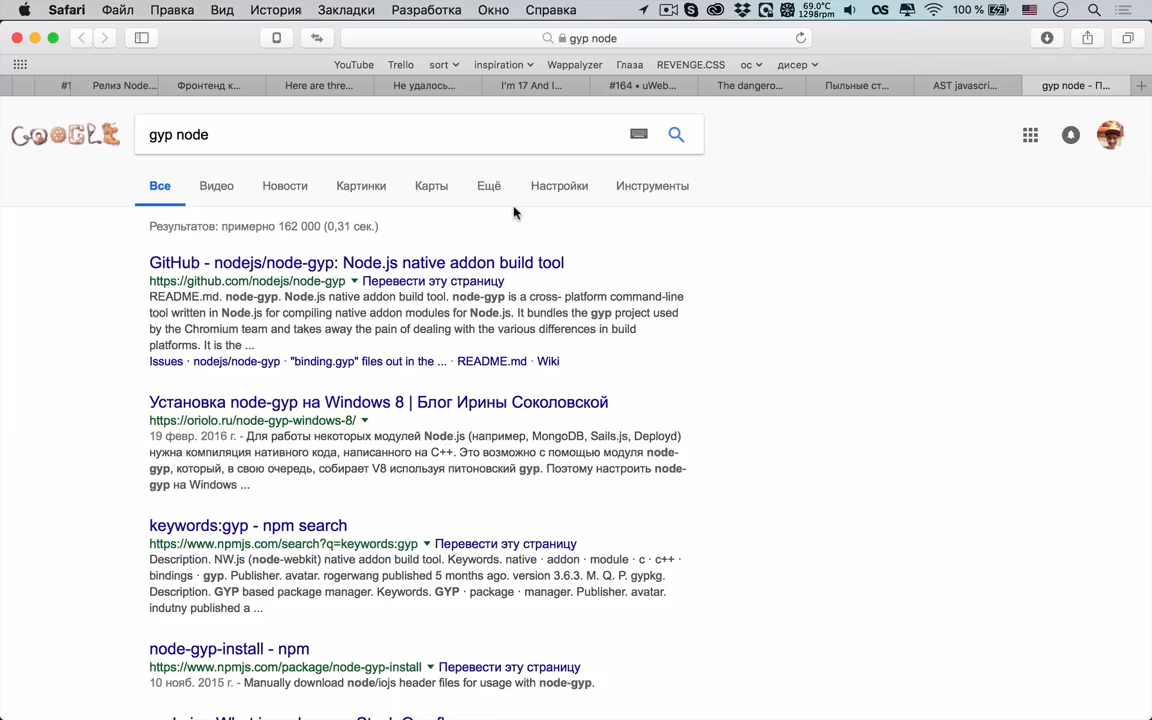 Safari Файл Правка Вид История Закладки Разработка Окно Справка 69.0°C 1298rpm 100 %
gyp node
YouTube Trello sort inspiration Wappalyzer Глаза REVENGE.CSS ос дисер
#1 Релиз Node... Фронтенд к... Here are thre... Не удалось... I'm 17 And I... #164 • uWeb... The dangero... Пыльные ст... AST javascri... gyp node - П...
GOOGLE gyp node
Все Видео Новости Картинки Карты Ещё Настройки Инструменты
Результатов: примерно 162 000 (0,31 сек.)
GitHub - nodejs/node-gyp: Node.js native addon build tool
https://github.com/nodejs/node-gyp Перевести эту страницу
README.md. node-gyp. Node.js native addon build tool. node-gyp is a cross- platform command-line
tool written in Node.js for compiling native addon modules for Node.js. It bundles the gyp project used
by the Chromium team and takes away the pain of dealing with the various differences in build
platforms. It is the ...
Issues · nodejs/node-gyp · "binding.gyp" files out in the ... · README.md · Wiki
Установка node-gyp на Windows 8 | Блог Ирины Соколовской
https://oriolo.ru/node-gyp-windows-8/
19 февр. 2016 г. - Для работы некоторых модулей Node.js (например, MongoDB, Sails.js, Deployd)
нужна компиляция нативного кода, написанного на C++. Это возможно с помощью модуля node-
gyp, который, в свою очередь, собирает V8 используя питоновский gyp. Поэтому настроить node-
gyp на Windows ...
keywords:gyp - npm search
https://www.npmjs.com/search?q=keywords:gyp Перевести эту страницу
Description. NW.js (node-webkit) native addon build tool. Keywords. native · addon · module · c · c++ ·
bindings · gyp. Publisher. avatar. rogerwang published 5 months ago. version 3.6.3. M. Q. P. gypkg.
Description. GYP based package manager. Keywords. GYP · package · manager. Publisher. avatar.
indutny published a ...
node-gyp-install - npm
https://www.npmjs.com/package/node-gyp-install Перевести эту страницу
10 нояб. 2015 г. - Manually download node/iojs header files for usage with node-gyp.